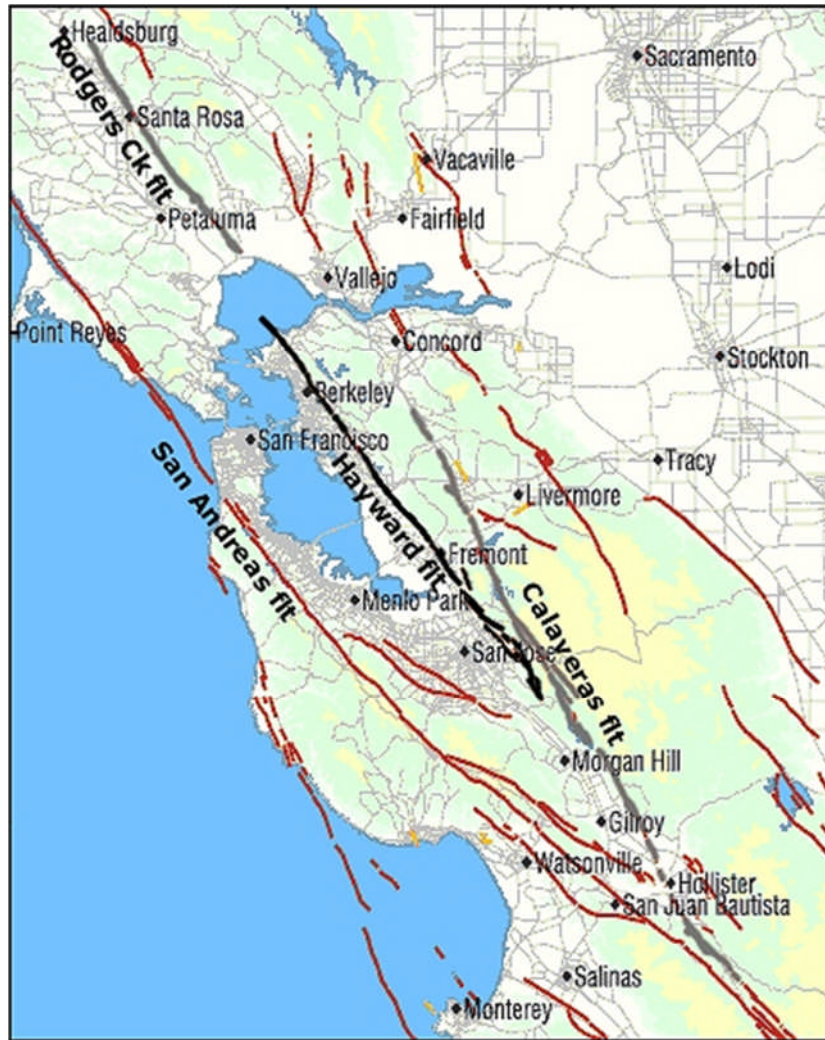 Healdsburg
Sacramento
Rodgers Ck flt
Santa Rosa
Vacaville
Petaluma
Fairfield
Vallejo
Lodi
Point Reyes
Concord
Stockton
Berkeley
San Francisco
Tracy
San Andreas flt
Hayward flt
Livermore
Fremont
Menlo Park
Calaveras flt
San Jose
Morgan Hill
Gilroy
Watsonville
Hollister
San Juan Bautista
Salinas
Monterey